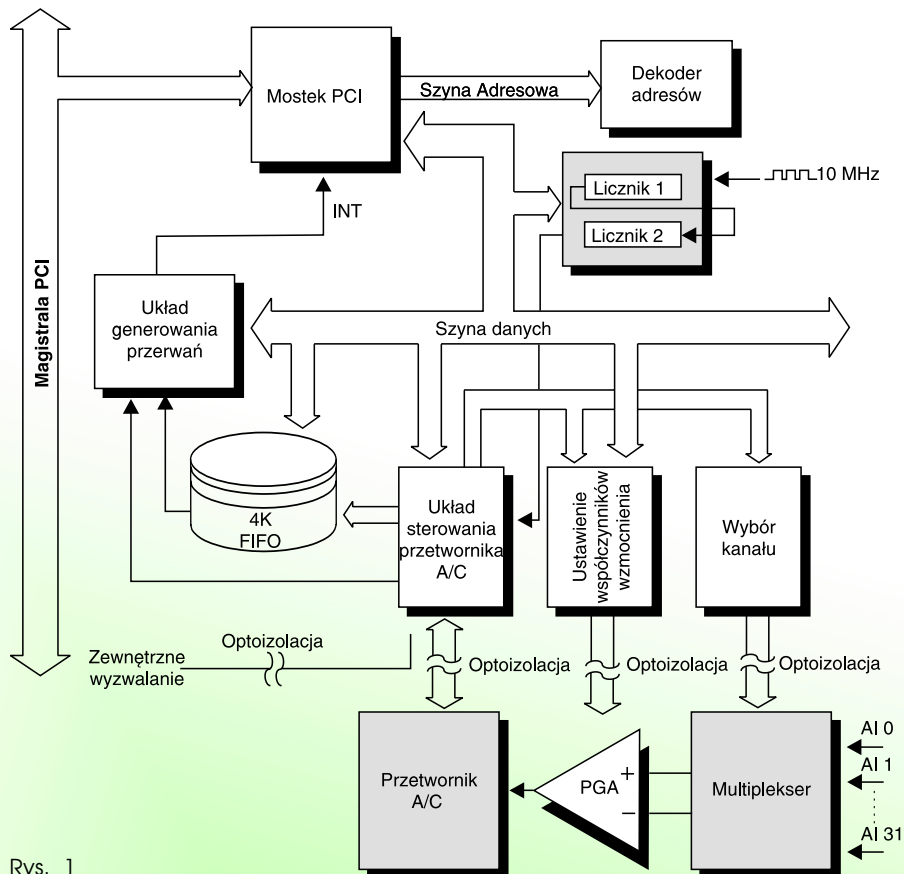 Mostek PCI
Szyna Adresowa
Dekoder
adresów
Licznik 1
Licznik 2
10 MHz
INT
Magistrala PCI
Układ
generowania
przerwań
Szyna danych
4K
FIFO
Układ
sterowania
przetwornika
A/C
Ustawienie
współczynników
wzmocnienia
Wybór
kanału
Zewnętrzne
wyzwalanie
Optoizolacja
Optoizolacja
Optoizolacja
Optoizolacja
Przetwornik
A/C
PGA
+
−
Multiplekser
AI 0
AI 1
AI 31
Rys. 1